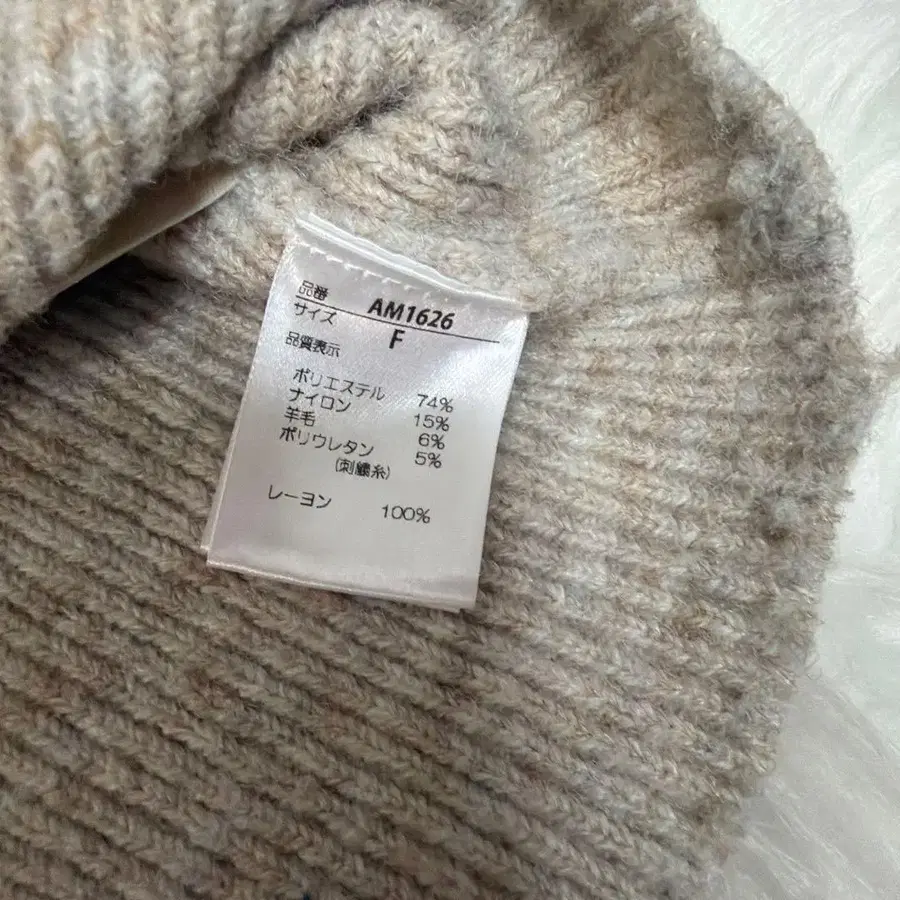 品番 AM1626
サイズ F
品質表示
ポリエステル 74%
ナイロン 15%
羊毛 6%
ポリウレタン 5%
(刺繍糸)
レーヨン 100%